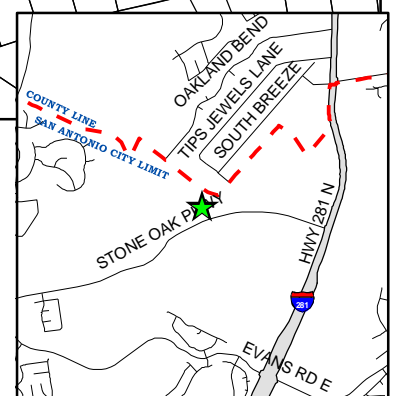 OAKLAND BEND
TIPS JEWELS LANE
SOUTH BREEZE
COUNTY LINE
SAN ANTONIO CITY LIMIT
STONE OAK
HWY 281 N
281
EVANS RD E